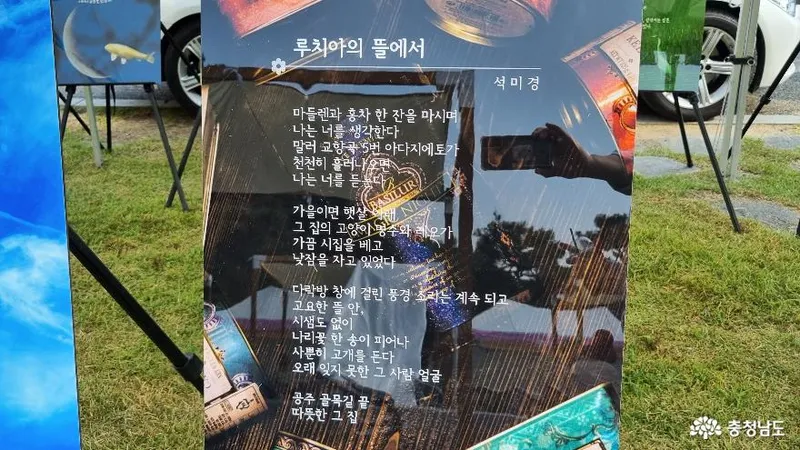 루치아의 뜰에서
석미경
마들렌과 홍차 한 잔을 마시며
나는 너를 생각한다
말러 교향곡 5번 아다지에토가
천천히 흘러나오면
나는 너를 듣는다
가을이면 햇살 아래
그 집의 고양이 명수와 레오가
가끔 시집을 베고
낮잠을 자고 있었다
다락방 창에 걸린 풍경 소리는 계속 되고
고요한 뜰 안,
시샘도 없이
나리꽃 한 송이 피어나
사뿐히 고개를 든다
오래 잊지 못한 그 사람 얼굴
공주 골목길 끝
따뜻한 그 집
BASILUR
충청남도